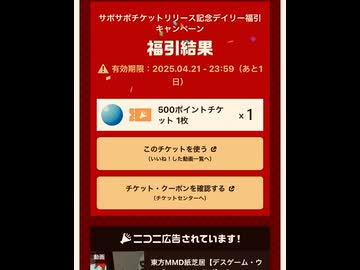 サポサポチケットリリース記念デイリー福引
キャンペーン
福引結果
有効期限：2025.04.21 - 23:59（あと1
日）
500ポイントチケ
ット 1枚
×1
このチケットを使う
（いいね！した動画一覧へ）
チケット・クーポンを確認する
（チケットセンターへ）
ニコニ広告されています！
動画
東方MMD紙芝居【デスゲーム・ウ